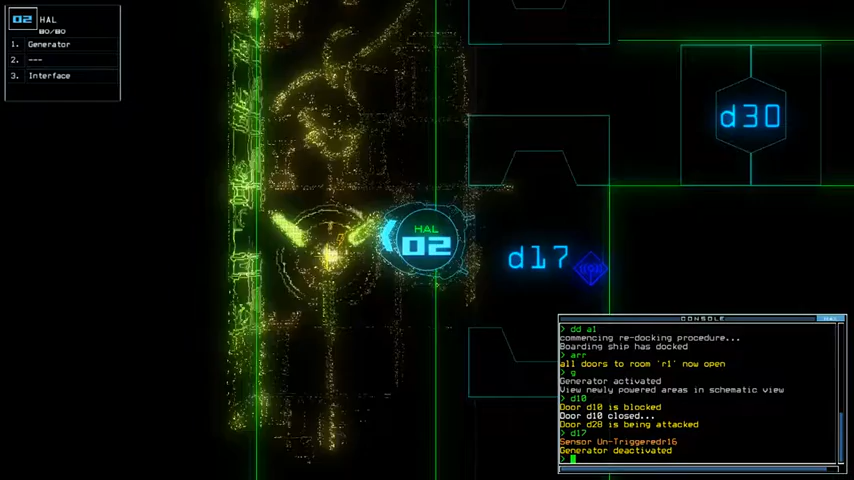 02 HAL
80/80
1. Generator
2. ---
3. Interface
d30
HAL
02
d17
CONSOLE
> dd a1
commencing re-docking procedure...
Boarding ship has docked
> arr
all doors to room 'r1' now open
> g
Generator activated
View newly powered areas in schematic view
> d10
Door d10 is blocked
Door d10 closed...
Door d28 is being attacked
> d17
Sensor Un-Triggeredr16
Generator deactivated
>